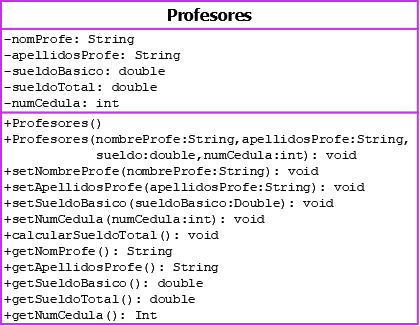 Profesores
-nomProfe: String
-apellidosProfe: String
-sueldoBasico: double
-sueldoTotal: double
-numCedula: int
+Profesores()
+Profesores(nombreProfe:String,apellidosProfe:String,
sueldo:double,numCedula:int): void
+setNombreProfe(nombreProfe:String): void
+setApellidosProfe(apellidosProfe:String): void
+setSueldoBasico(sueldoBasico:Double): void
+setNumCedula(numCedula:int): void
+calcularSueldoTotal(): void
+getNomProfe(): String
+getApellidosProfe(): String
+getSueldoBasico(): double
+getSueldoTotal(): double
+getNumCedula(): Int